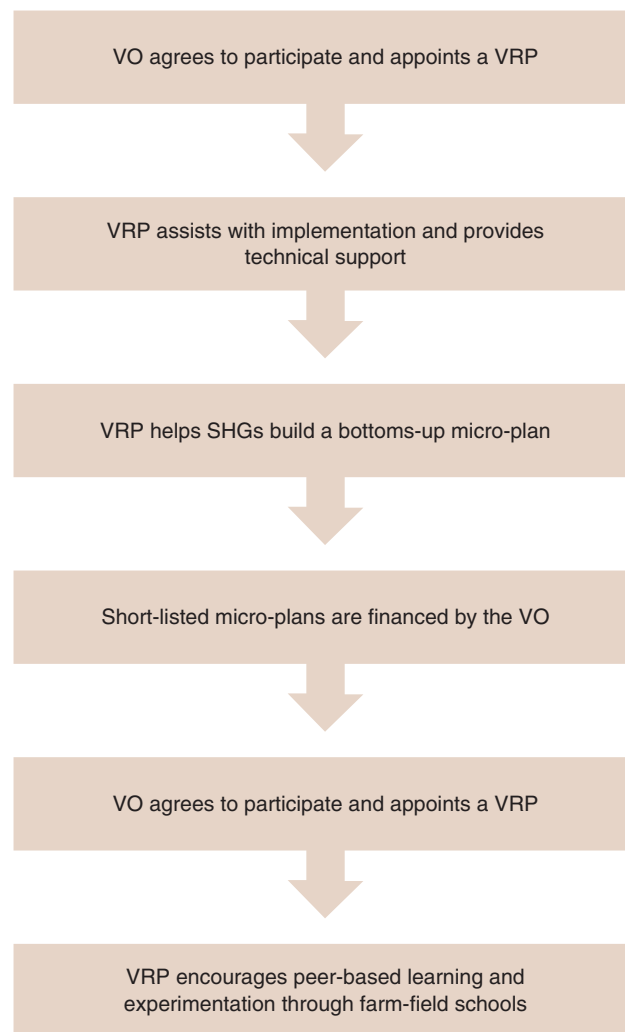 VO agrees to participate and appoints a VRP
VRP assists with implementation and provides
technical support
VRP helps SHGs build a bottoms-up micro-plan
Short-listed micro-plans are financed by the VO
VO agrees to participate and appoints a VRP
VRP encourages peer-based learning and
experimentation through farm-field schools